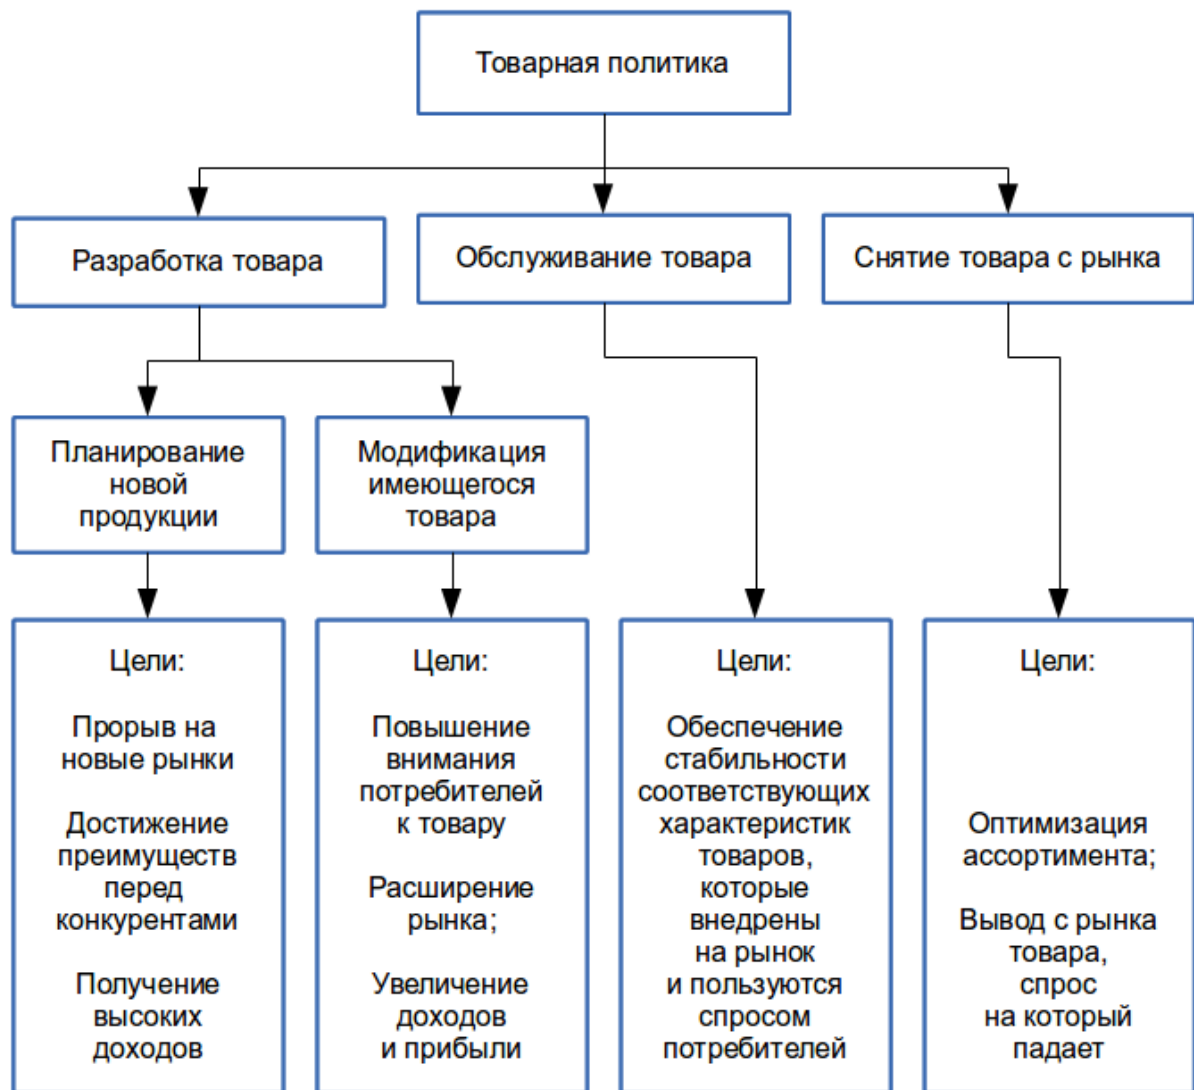 Товарная политика
Разработка товара
Обслуживание товара
Снятие товара с рынка
Планирование
новой
продукции
Модификация
имеющегося
товара
Цели:
Прорыв на
новые рынки
Достижение
преимуществ
перед
конкурентами
Получение
высоких
доходов
Цели:
Повышение
внимания
потребителей
к товару
Расширение
рынка;
Увеличение
доходов
и прибыли
Цели:
Обеспечение
стабильности
соответствующих
характеристик
товаров,
которые
внедрены
на рынок
и пользуются
спросом
потребителей
Цели:
Оптимизация
ассортимента;
Вывод с рынка
товара,
спрос
на который
падает